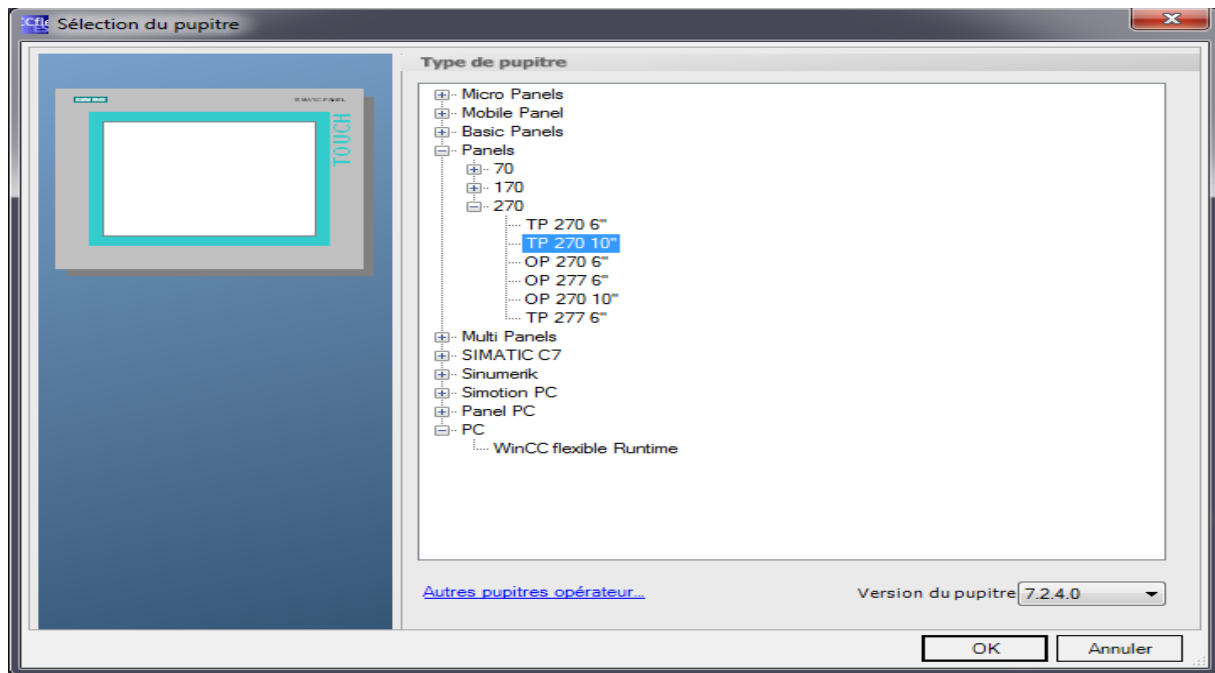 Sélection du pupitre
Type de pupitre
SIMATIC PANEL
TOUCH
Micro Panels
Mobile Panel
Basic Panels
Panels
70
170
270
TP 270 6"
TP 270 10"
OP 270 6"
OP 277 6"
OP 270 10"
TP 277 6"
Multi Panels
SIMATIC C7
Sinumerik
Simotion PC
Panel PC
PC
WinCC flexible Runtime
Autres pupitres opérateur...
Version du pupitre 7.2.4.0
OK Annuler